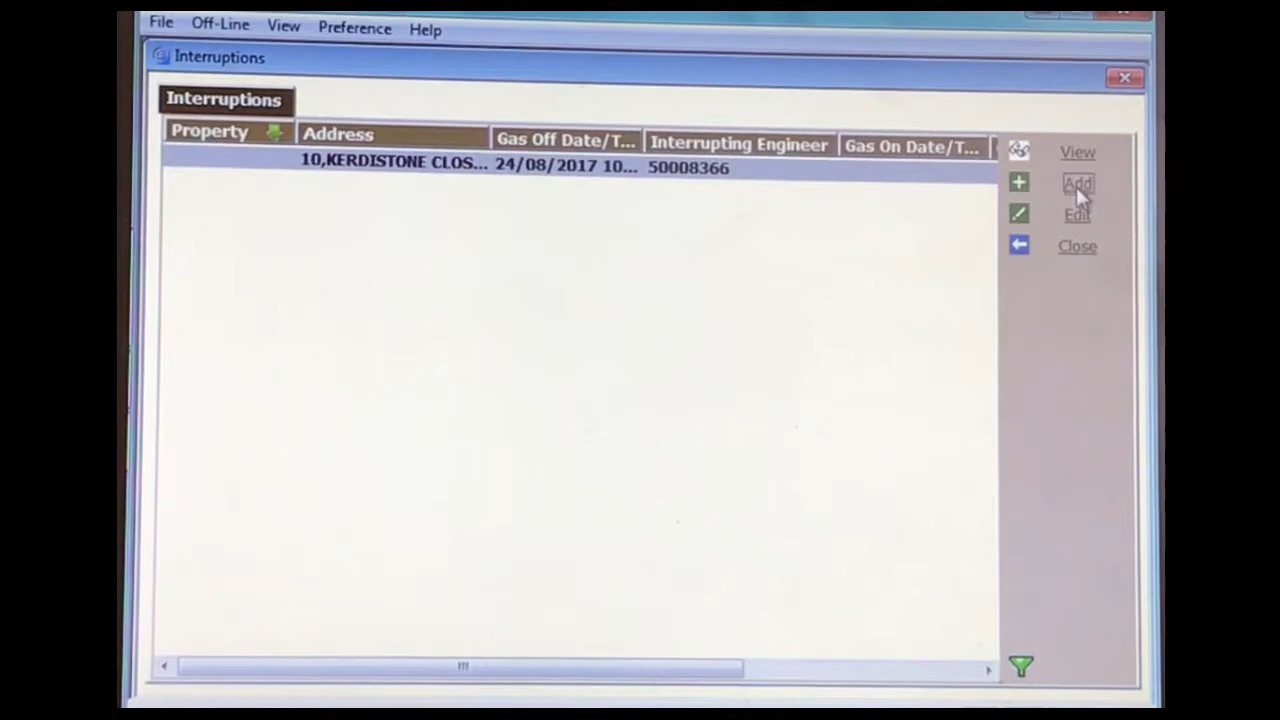 File Off-Line View Preference Help
Interruptions
Interruptions
Property Address Gas Off Date/T... Interrupting Engineer Gas On Date/T...
10,KERDISTONE CLOS... 24/08/2017 10... 50008366
View
Add
Edit
Close